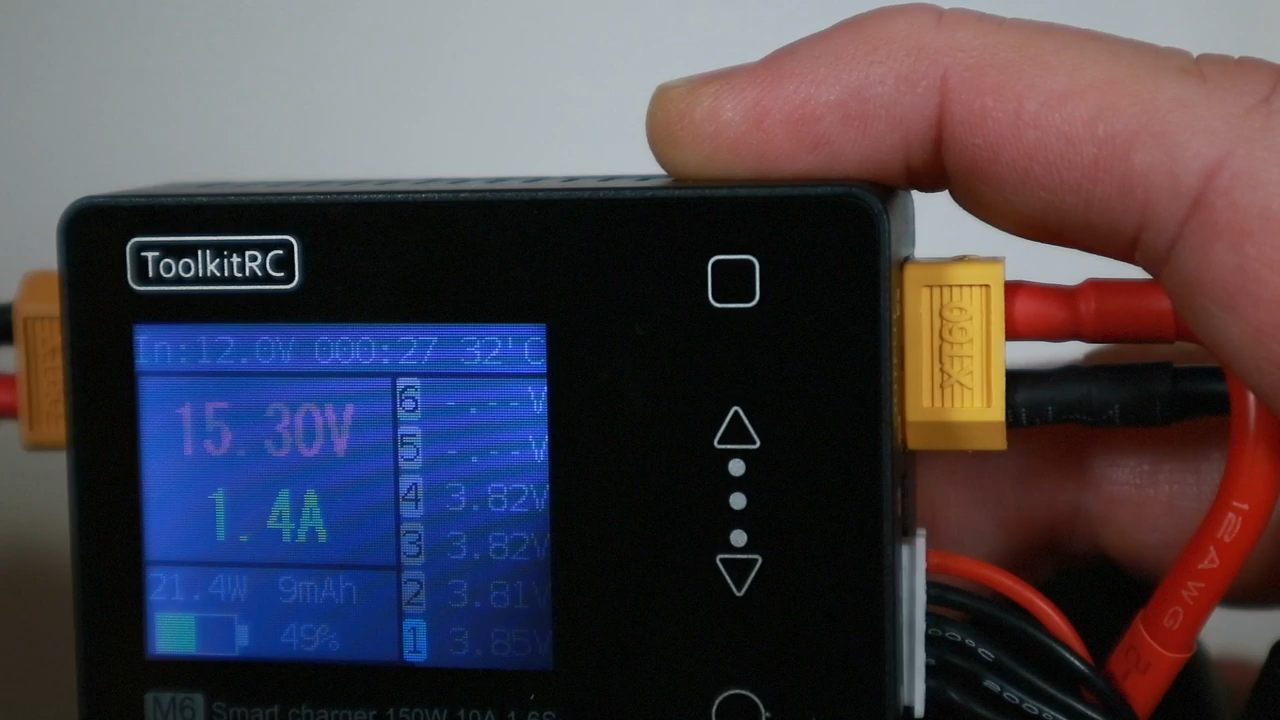 ToolkitRC
In:12.0V 000:27 32°C
15.30V
1.4A
21.4W 9mAh
49%
6 -.--V
5 -.--V
4 3.82V
3 3.82V
2 3.81V
1 3.85V
M6 Smart charger 150W 10A 1-6S
XT60
12AWG
200°C